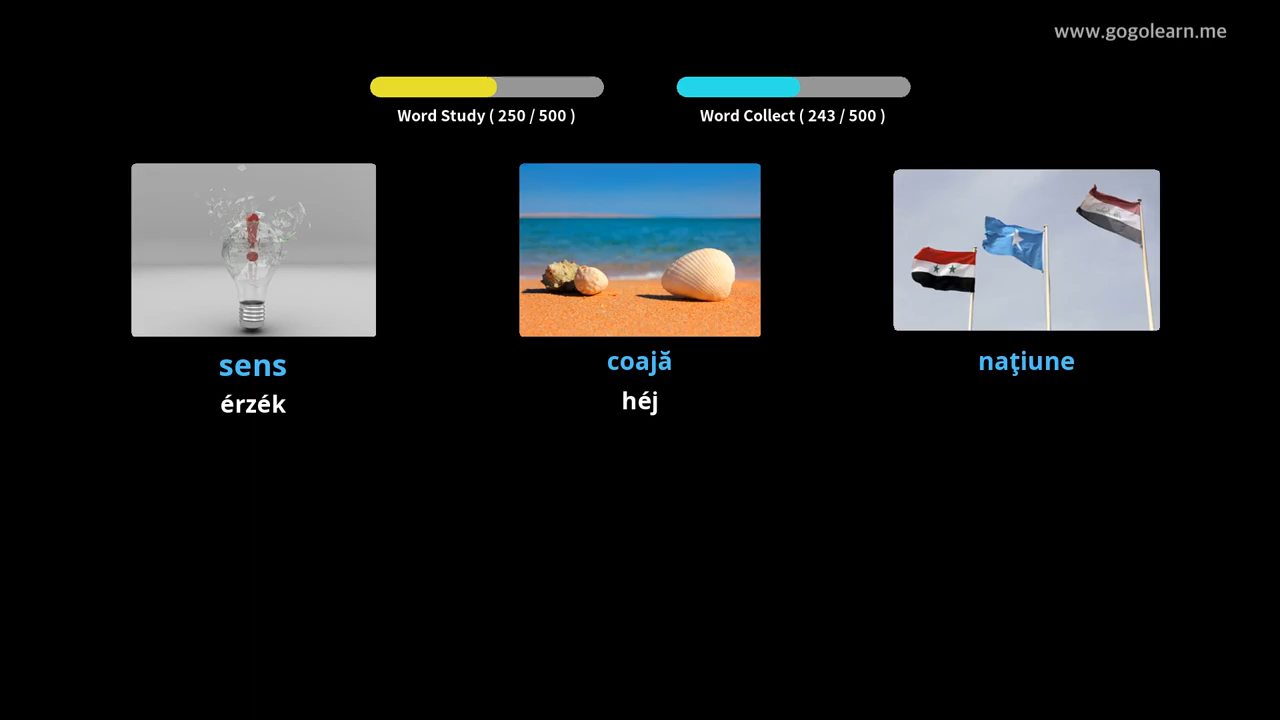 www.gogolearn.me
Word Study ( 250 / 500 )
Word Collect ( 243 / 500 )
sens
érzék
coajă
héj
naţiune